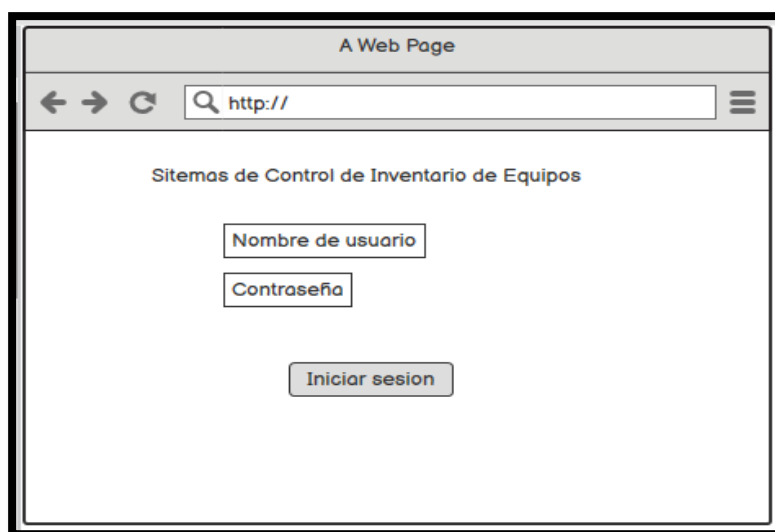 A Web Page
http://
Sitemas de Control de Inventario de Equipos
Nombre de usuario
Contraseña
Iniciar sesion